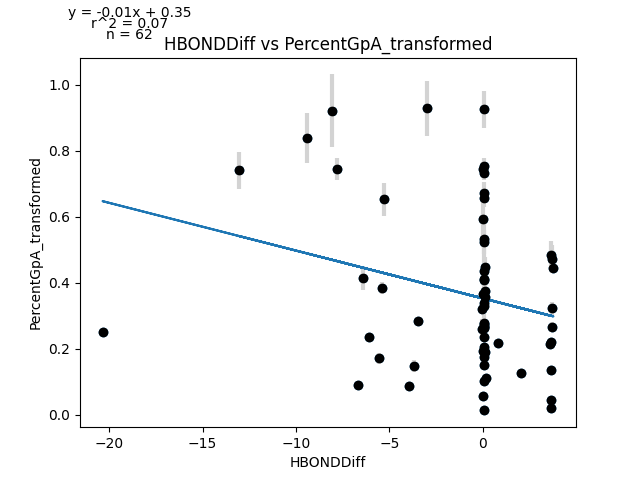 y = -0.01x + 0.35
r^2 = 0.07
n = 62
HBONDDiff vs PercentGpA_transformed
PercentGpA_transformed
1.0
0.8
0.6
0.4
0.2
0.0
−20
−15
−10
−5
0
HBONDDiff